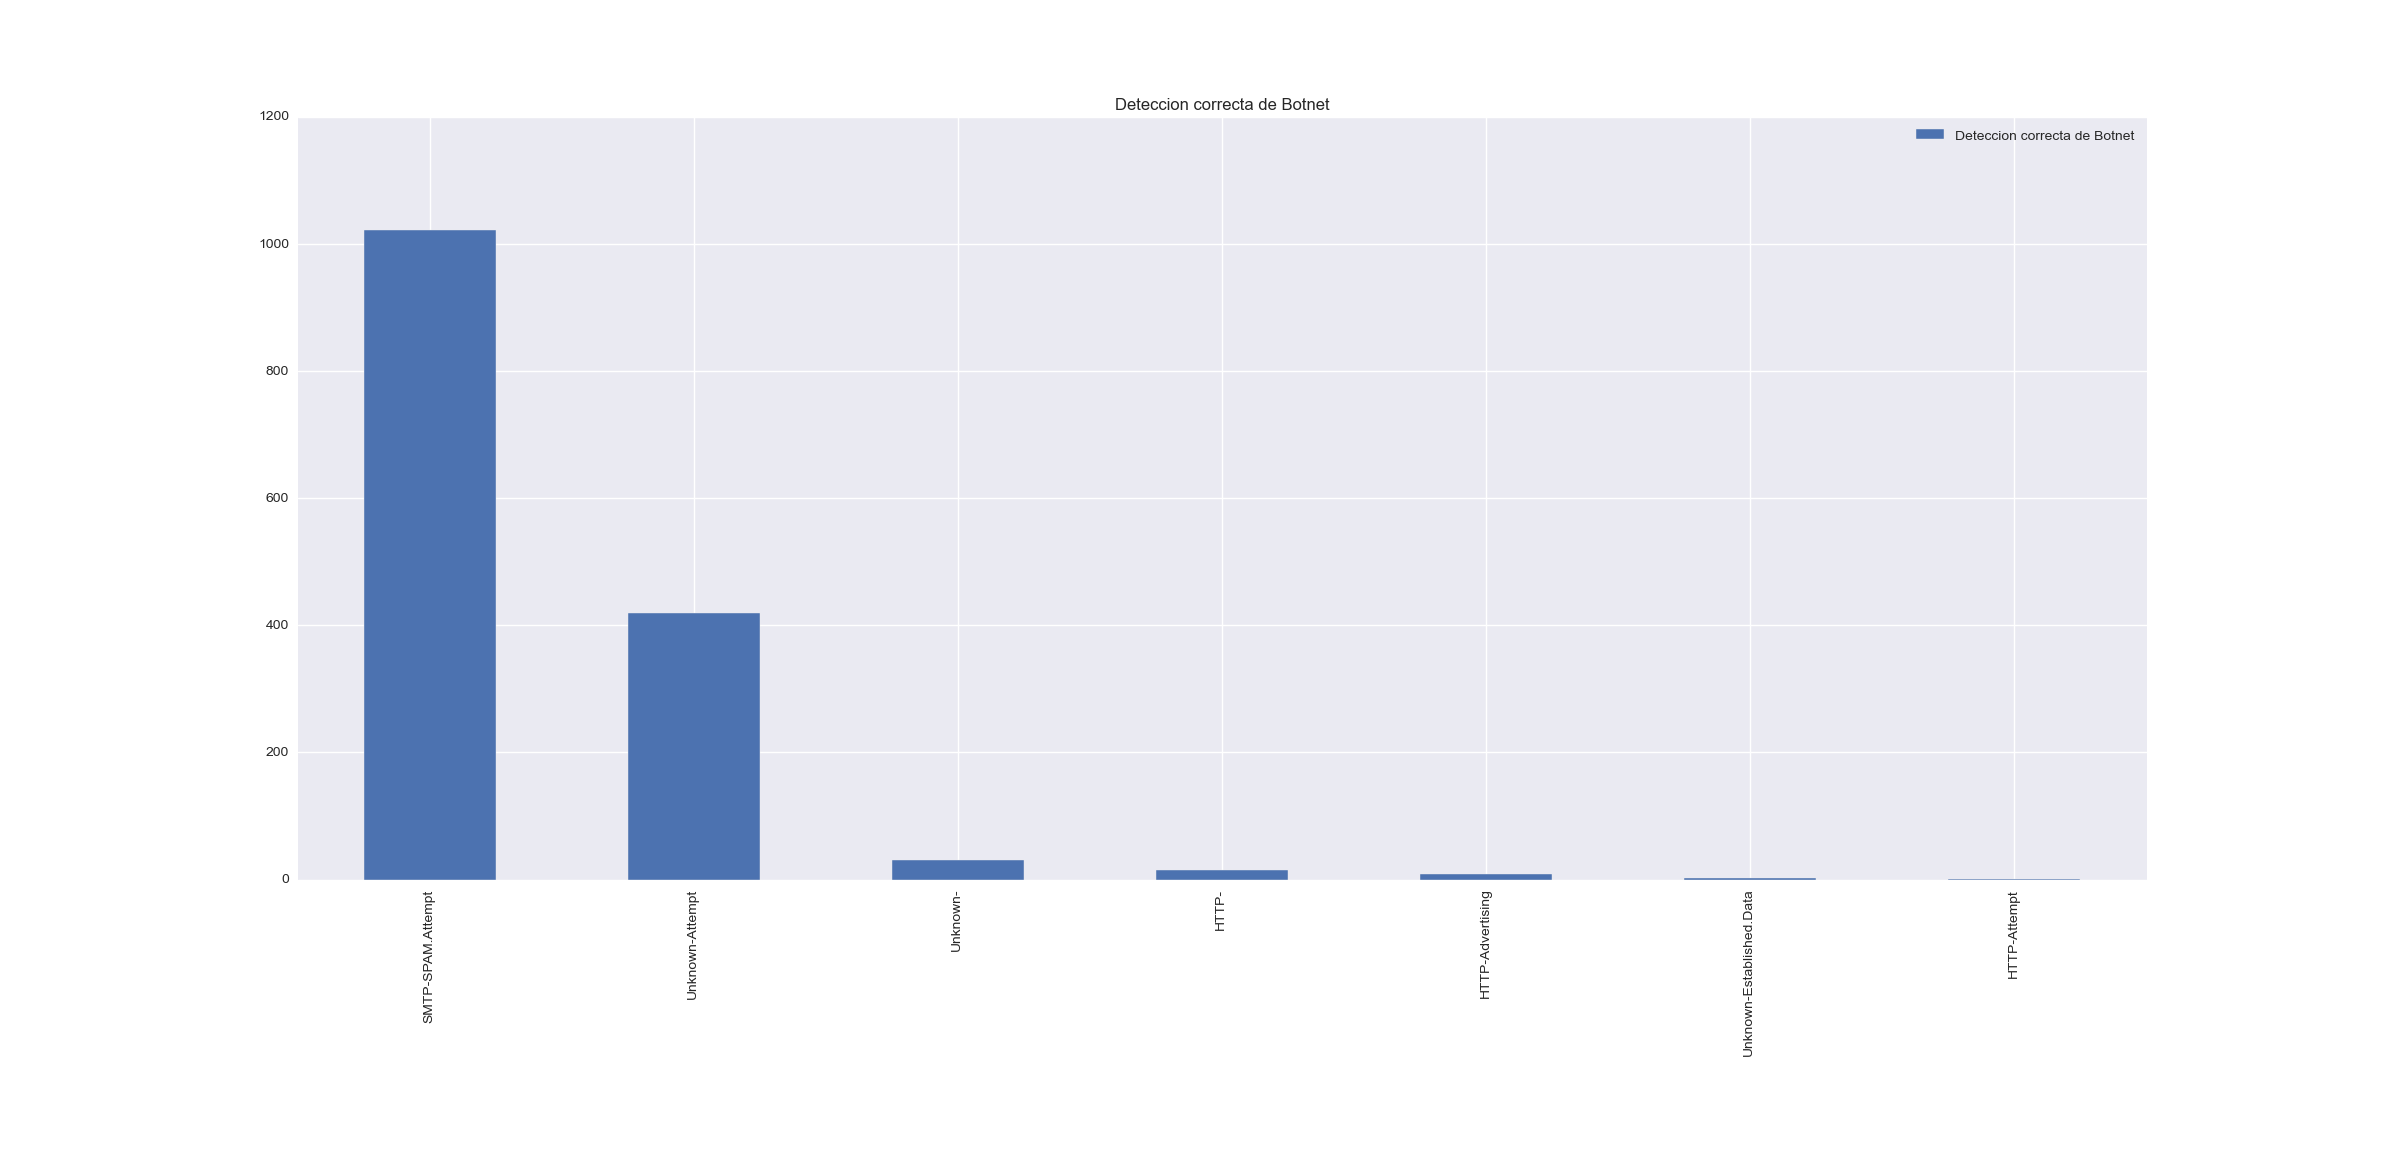 Deteccion correcta de Botnet
Deteccion correcta de Botnet
1200
1000
800
600
400
200
0
SMTP-SPAM.Attempt
Unknown-Attempt
Unknown-
HTTP-
HTTP-Advertising
Unknown-Established.Data
HTTP-Attempt